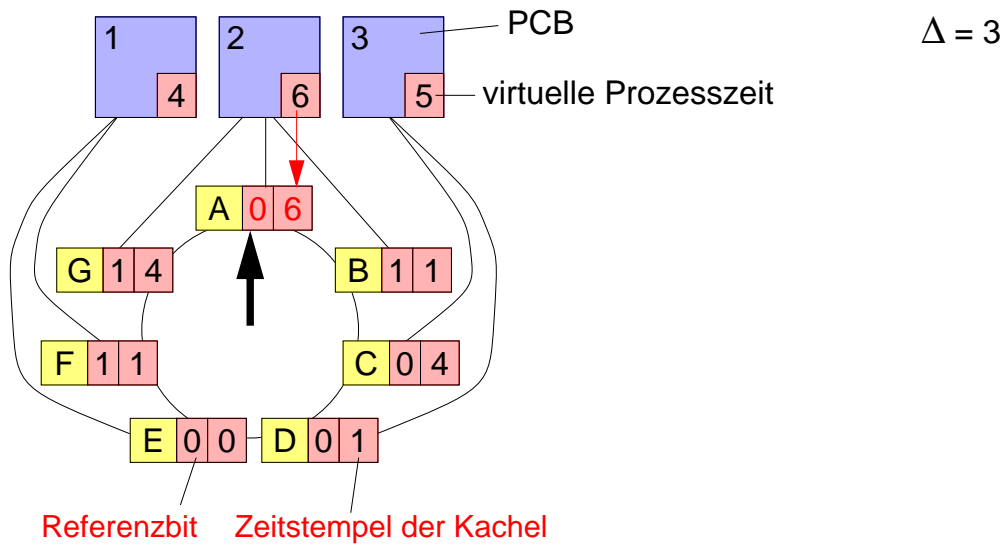 1 2 3 PCB Δ = 3
4 6 5 virtuelle Prozesszeit
A 0 6
G 1 4 B 1 1
F 1 1 C 0 4
E 0 0 D 0 1
Referenzbit Zeitstempel der Kachel